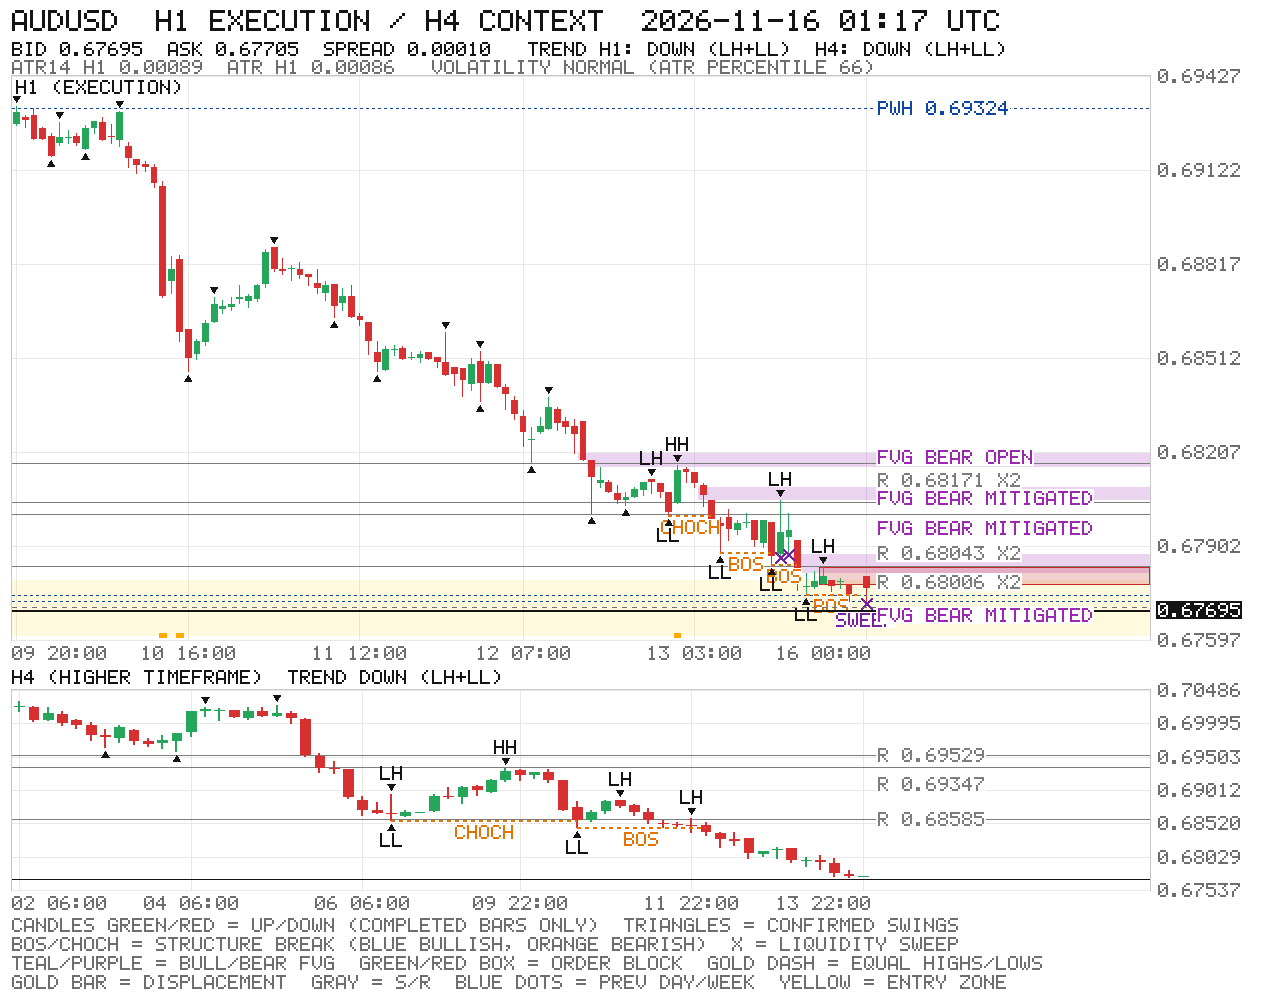 AUDUSD  H1 EXECUTION / H4 CONTEXT  2026-11-16 01:17 UTC
BID 0.67695  ASK 0.67705  SPREAD 0.00010  TREND H1: DOWN (LH+LL)  H4: DOWN (LH+LL)
ATR14 H1 0.00089  ATR H1 0.00086  VOLATILITY NORMAL (ATR PERCENTILE 66)
0.69427
H1 (EXECUTION)
PWH 0.69324
0.69122
0.68817
0.68512
HH
0.68207
LH
FVG BEAR OPEN
LH
R 0.68171 X2
FVG BEAR MITIGATED
CHOCH
FVG BEAR MITIGATED
LL
LH
0.67902
R 0.68043 X2
BOS
LL
BOS
LL
R 0.68006 X2
BOS
0.67695
LL
FVG BEAR MITIGATED
0.67597
09 20:00  10 16:00  11 12:00  12 07:00  13 03:00  16 00:00
H4 (HIGHER TIMEFRAME)  TREND DOWN (LH+LL)
0.70486
0.69995
HH
R 0.69529
0.69503
LH
LH
R 0.69347
0.69012
LH
R 0.68585
0.68520
CHOCH
LL
BOS
LL
0.68029
0.67537
02 06:00  04 06:00  06 06:00  09 22:00  11 22:00  13 22:00
CANDLES GREEN/RED = UP/DOWN (COMPLETED BARS ONLY)  TRIANGLES = CONFIRMED SWINGS
BOS/CHOCH = STRUCTURE BREAK (BLUE BULLISH, ORANGE BEARISH)  X = LIQUIDITY SWEEP
TEAL/PURPLE = BULL/BEAR FVG  GREEN/RED BOX = ORDER BLOCK  GOLD DASH = EQUAL HIGHS/LOWS
GOLD BAR = DISPLACEMENT  GRAY = S/R  BLUE DOTS = PREV DAY/WEEK  YELLOW = ENTRY ZONE